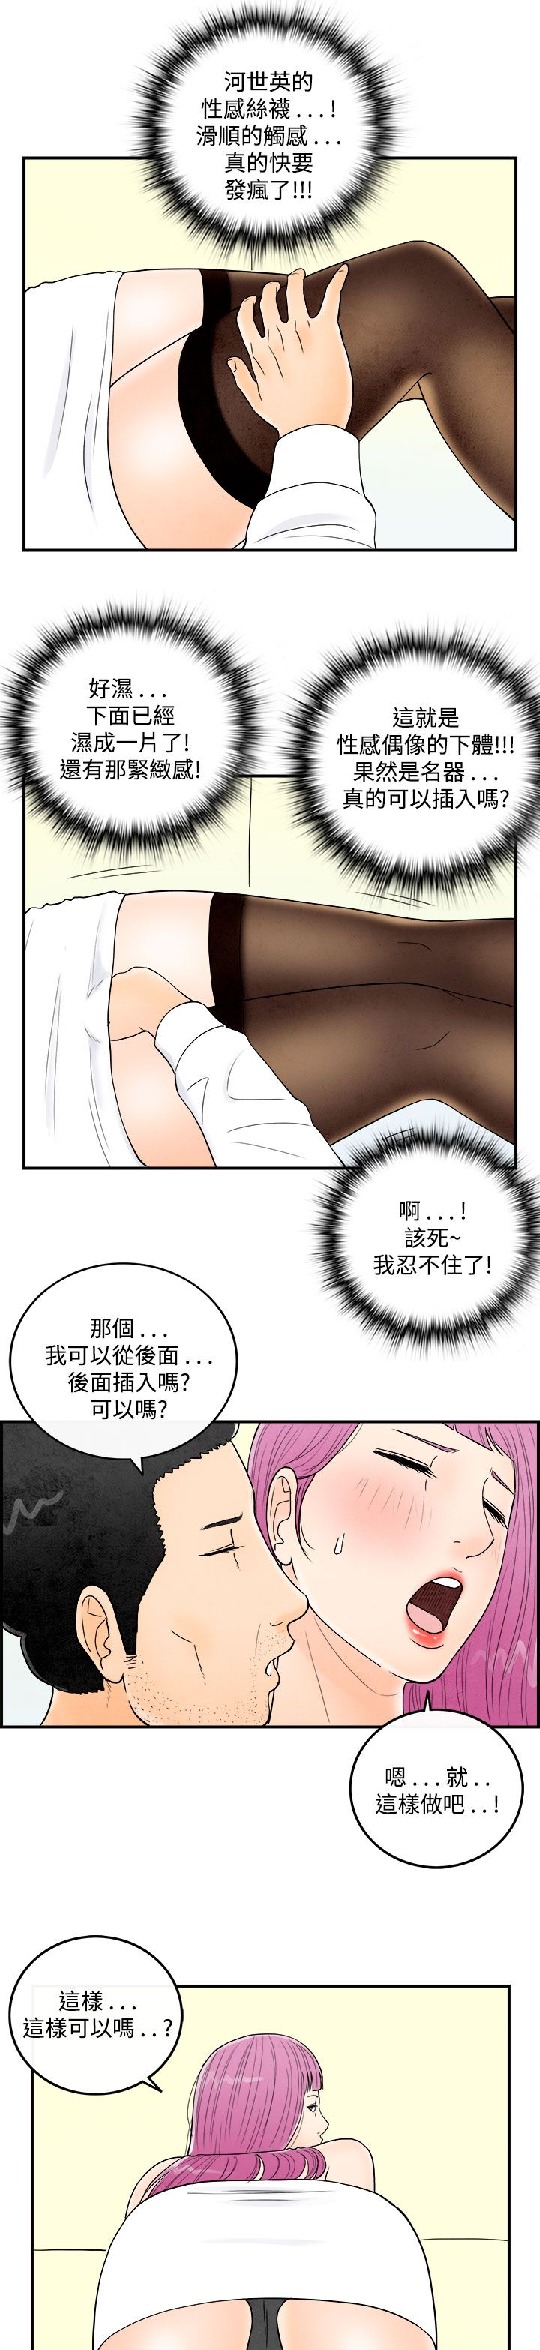 河世英的
性感絲襪...!
滑順的觸感...
真的快要
發瘋了!!!
好濕...
下面已經
濕成一片了!
還有那緊緻感!
這就是
性感偶像的下體!!!
果然是名器...
真的可以插入嗎?
啊...!
該死~
我忍不住了!
那個...
我可以從後面...
後面插入嗎?
可以嗎?
嗯...就..
這樣做吧..!
這樣...
這樣可以嗎..?